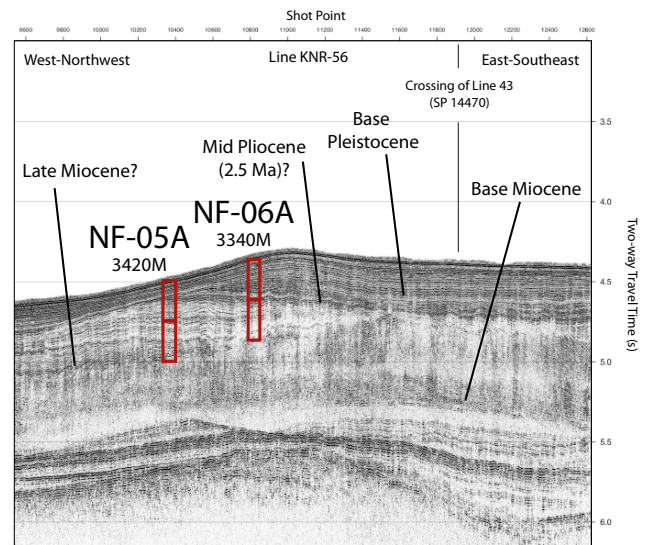 Shot Point
9600 9800 10000 10200 10400 10600 10800 11000 11200 11400 11600 11800 12000 12200 12400 12600
West-Northwest Line KNR-56 East-Southeast
Crossing of Line 43
(SP 14470)
3.5
Base
Pleistocene
Mid Pliocene
(2.5 Ma)?
Late Miocene?
Base Miocene
4.0
NF-06A
3340M
NF-05A
3420M
4.5
5.0
5.5
6.0
Two-way Travel Time (s)